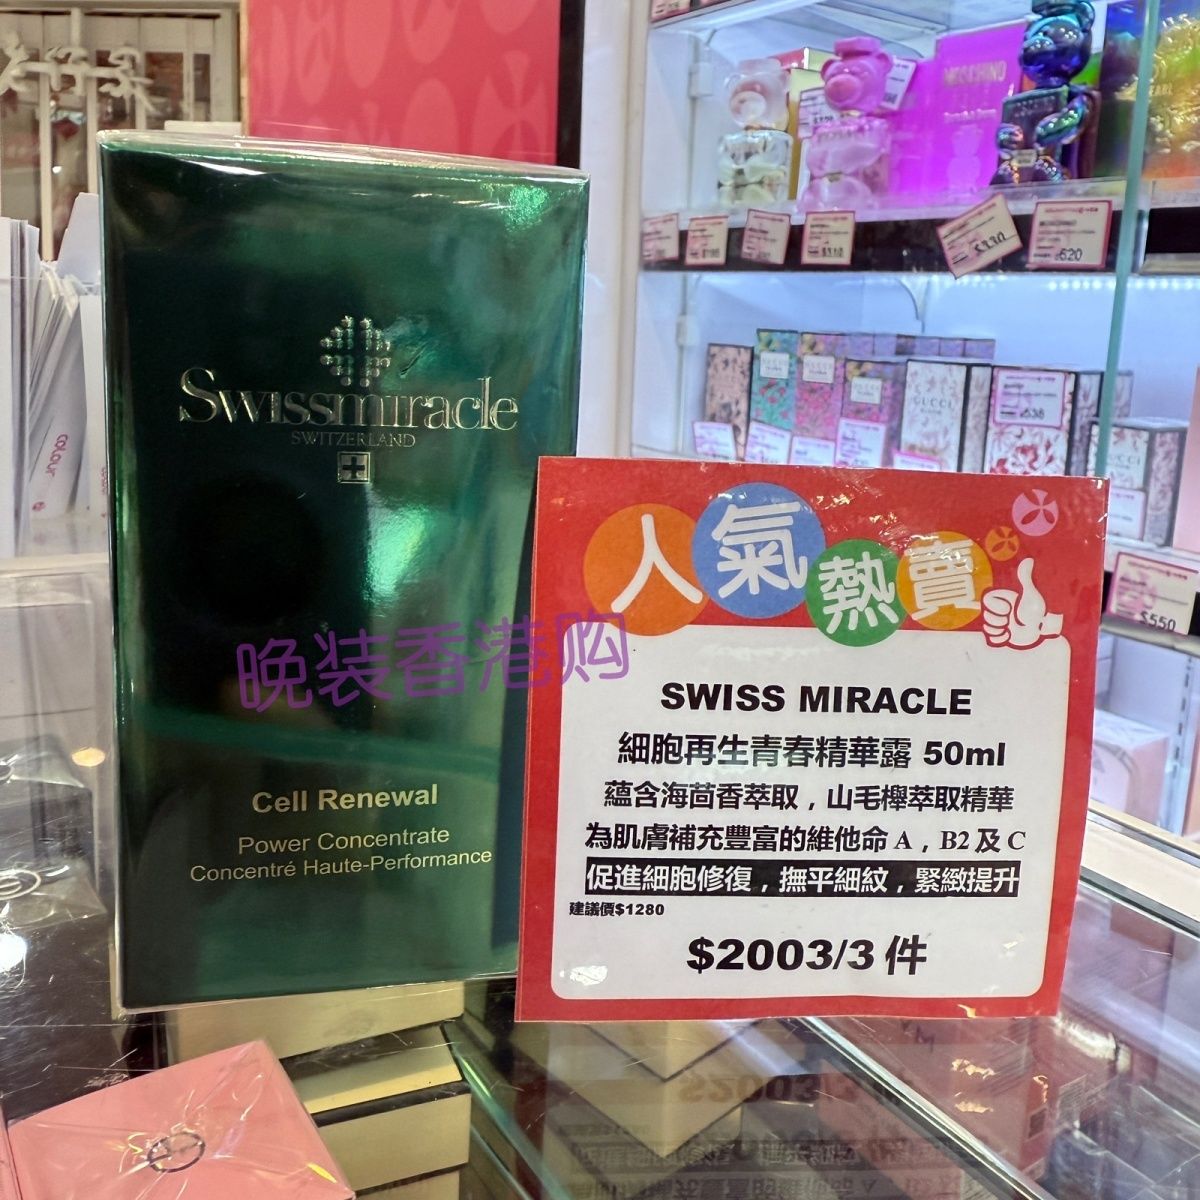 Swissmiracle
SWITZERLAND
Cell Renewal
Power Concentrate
Concentré Haute-Performance
晚装香港购
人氣熱賣
SWISS MIRACLE
細胞再生青春精華露 50ml
蘊含海茴香萃取，山毛櫸萃取精華
為肌膚補充豐富的維他命 A，B2 及 C
促進細胞修復，撫平細紋，緊緻提升
建議價$1280
$2003/3 件
MOSCHINO
GUCCI
GUCCI
$330
$620
$550
colour